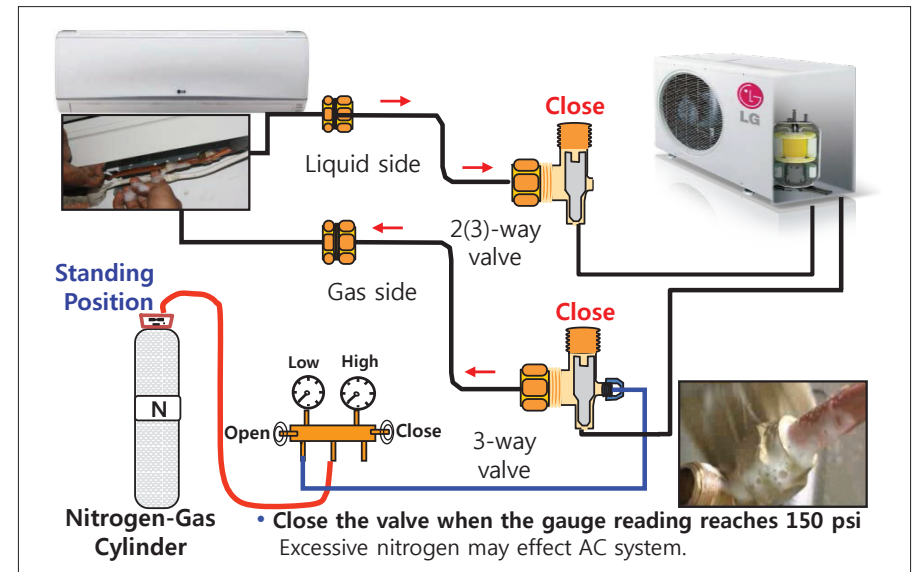 LG
Close
Liquid side
2(3)-way
valve
Gas side
Standing
Position
Close
Low High
N
Open
Close
3-way
valve
Nitrogen-Gas
Cylinder
• Close the valve when the gauge reading reaches 150 psi
Excessive nitrogen may effect AC system.